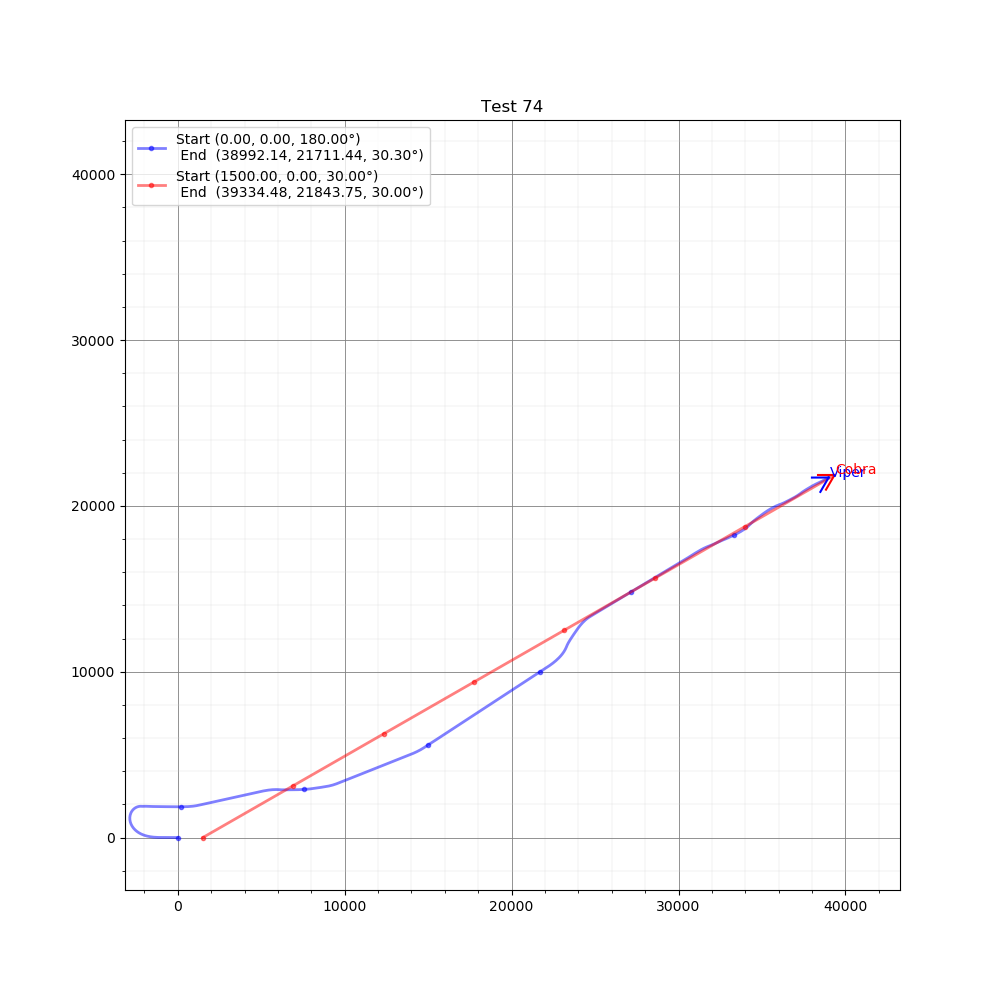 Test 74
Start (0.00, 0.00, 180.00°)
End (38992.14, 21711.44, 30.30°)
Start (1500.00, 0.00, 30.00°)
End (39334.48, 21843.75, 30.00°)
40000
30000
20000
10000
0
Cobra
Viper
0 10000 20000 30000 40000